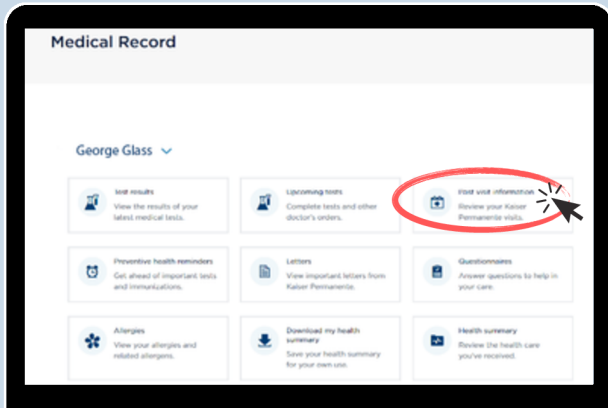 Medical Record
George Glass
Test results
View the results of your
latest medical tests.
Upcoming tests
Complete tests and other
doctor's orders.
Past visit information
Review your Kaiser
Permanente visits.
Preventive health reminders
Get ahead of important tests
and immunizations.
Letters
View important letters from
Kaiser Permanente.
Questionnaires
Answer questions to help in
your care.
Allergies
View your allergies and
related allergens.
Download my health
summary
Save your health summary
for your own use.
Health summary
Review the health care
you've received.